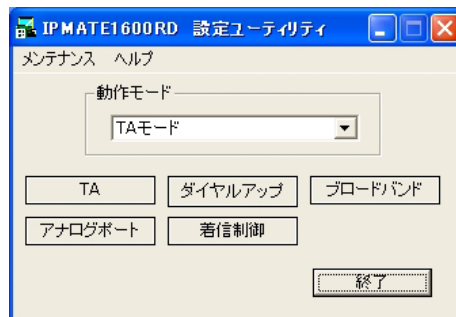 IPMATE1600RD 設定ユーティリティ
メンテナンス ヘルプ
動作モード
TAモード
TA ダイヤルアップ ブロードバンド
アナログポート 着信制御
終了